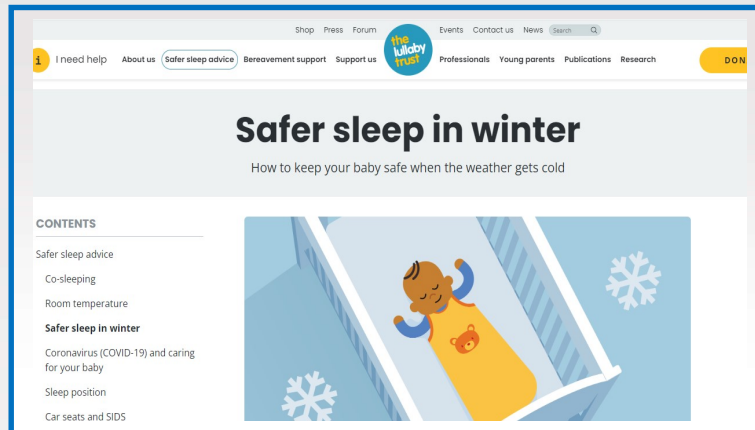 Shop Press Forum
Events Contact us News Search
the
lullaby
trust
i I need help About us Safer sleep advice Bereavement support Support us
Professionals Young parents Publications Research
DON
Safer sleep in winter
How to keep your baby safe when the weather gets cold
CONTENTS
Safer sleep advice
Co-sleeping
Room temperature
Safer sleep in winter
Coronavirus (COVID-19) and caring
for your baby
Sleep position
Car seats and SIDS